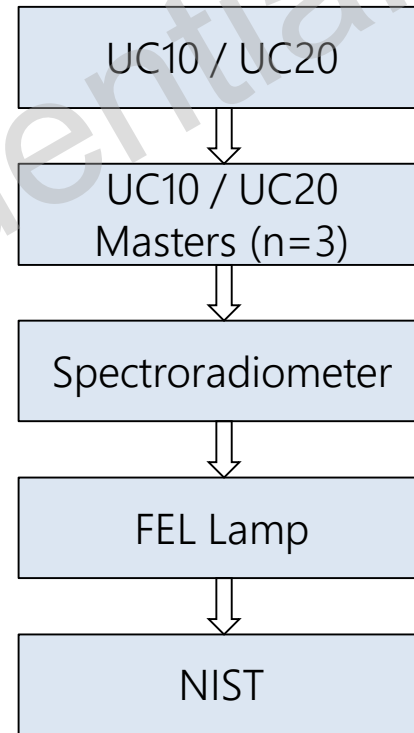 UC10 / UC20
UC10 / UC20
Masters (n=3)
Spectroradiometer
FEL Lamp
NIST